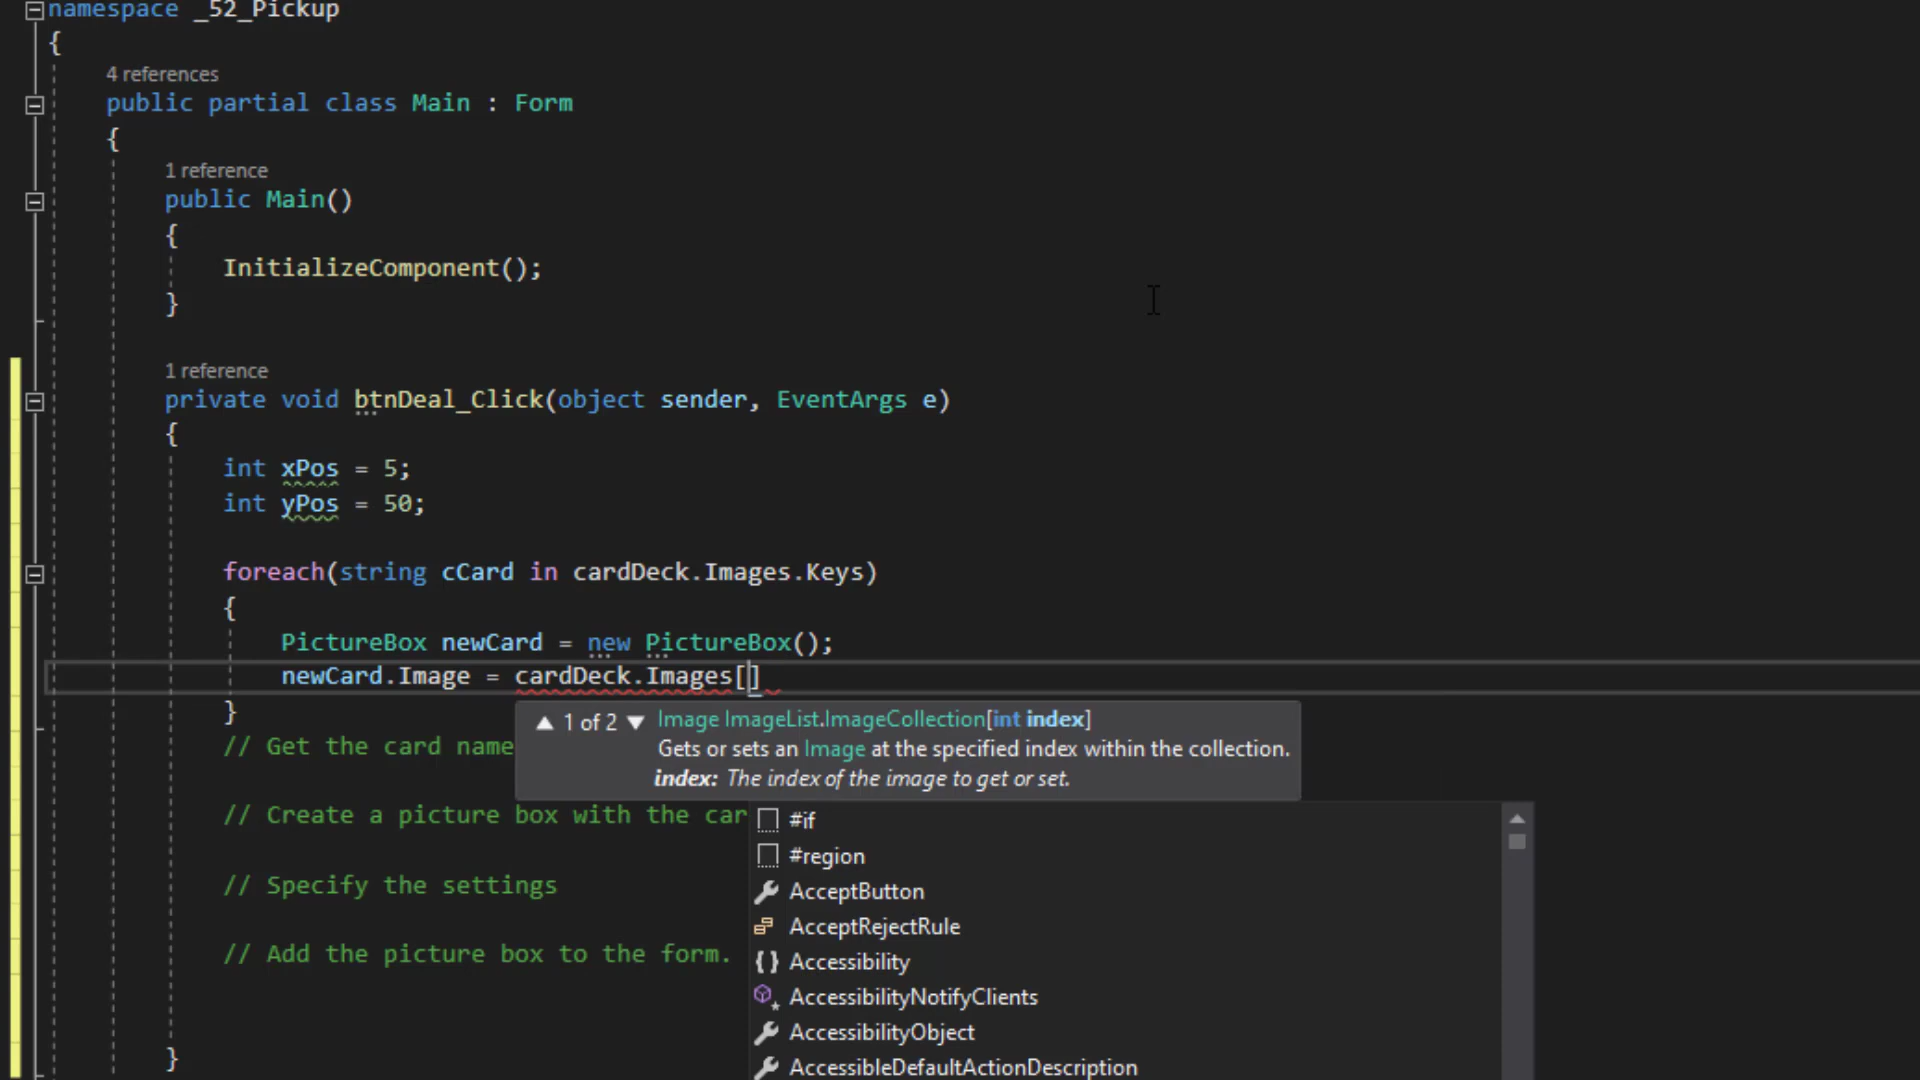 namespace _52_Pickup
{
4 references
public partial class Main : Form
{
1 reference
public Main()
{
InitializeComponent();
}
1 reference
private void btnDeal_Click(object sender, EventArgs e)
{
int xPos = 5;
int yPos = 50;
foreach(string cCard in cardDeck.Images.Keys)
{
PictureBox newCard = new PictureBox();
newCard.Image = cardDeck.Images[]
}
▲ 1 of 2 ▼ Image ImageList.ImageCollection[int index]
Gets or sets an Image at the specified index within the collection.
index: The index of the image to get or set.
// Get the card name
// Create a picture box with the car
// Specify the settings
// Add the picture box to the form.
}
#if
#region
AcceptButton
AcceptRejectRule
{} Accessibility
AccessibilityNotifyClients
AccessibilityObject
AccessibleDefaultActionDescription